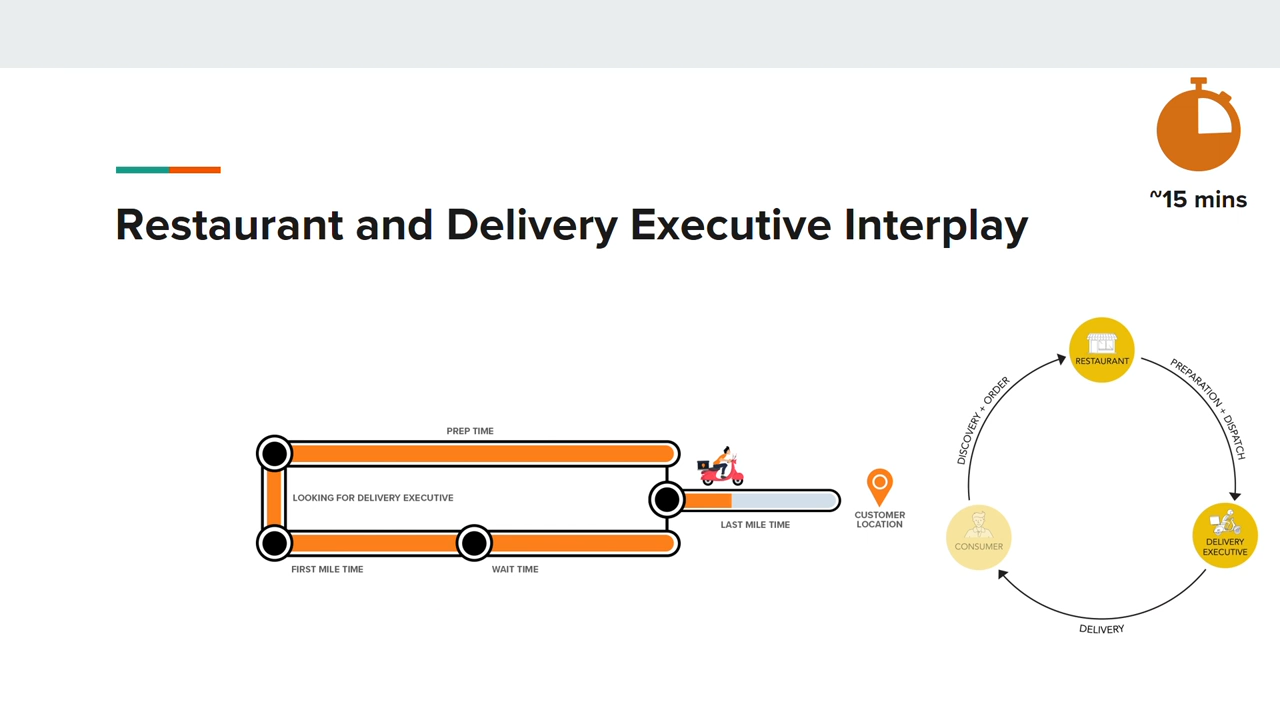 ~15 mins
Restaurant and Delivery Executive Interplay
PREP TIME
LOOKING FOR DELIVERY EXECUTIVE
FIRST MILE TIME
WAIT TIME
LAST MILE TIME
CUSTOMER
LOCATION
RESTAURANT
DISCOVERY + ORDER
PREPARATION + DISPATCH
CONSUMER
DELIVERY
EXECUTIVE
DELIVERY